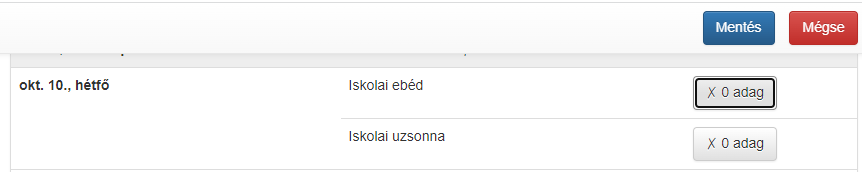 Mentés Mégse
okt. 10., hétfő Iskolai ebéd X 0 adag
Iskolai uzsonna X 0 adag